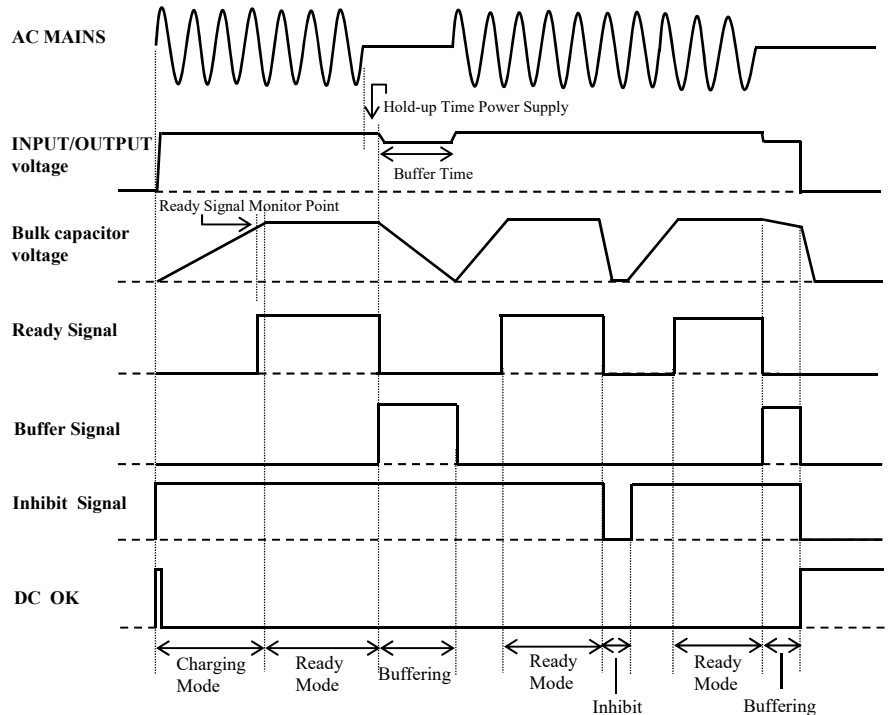 AC MAINS
Hold-up Time Power Supply
INPUT/OUTPUT
voltage
Buffer Time
Ready Signal Monitor Point
Bulk capacitor
voltage
Ready Signal
Buffer Signal
Inhibit Signal
DC OK
Charging
Mode
Ready
Mode
Buffering
Ready
Mode
Inhibit
Ready
Mode
Buffering